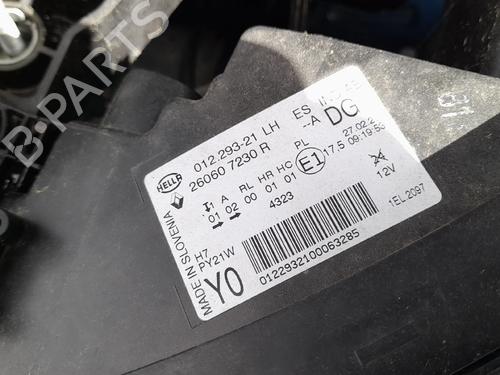 HELLA
012.293-21 LH
26060 7230 R
ES
--A
DG
27.02.2
09:19:53
MADE IN SLOVENIA
A RL HR HC PL
01 02 00 01 01 E1 17.5
4323
12V
1EL 2097
H7
PY21W
Y0
0122932100063285
B-PARTS